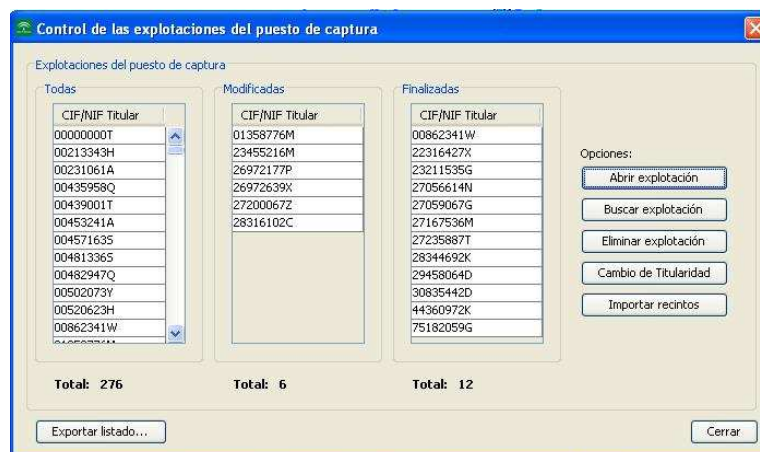 Control de las explotaciones del puesto de captura
Explotaciones del puesto de captura
Todas
CIF/NIF Titular
00000000T
00213343H
00231061A
00435958Q
00439001T
00453241A
00457163S
00481336S
00482947Q
00502073Y
00520623H
00862341W
Total: 276
Modificadas
CIF/NIF Titular
01358776M
23455216M
26972177P
26972639X
27200067Z
28316102C
Total: 6
Finalizadas
CIF/NIF Titular
00862341W
22316427X
23211535G
27056614N
27059067G
27167536M
27235887T
28344692K
29458064D
30835442D
44360972K
75182059G
Total: 12
Opciones:
Abrir explotación
Buscar explotación
Eliminar explotación
Cambio de Titularidad
Importar recintos
Exportar listado...
Cerrar